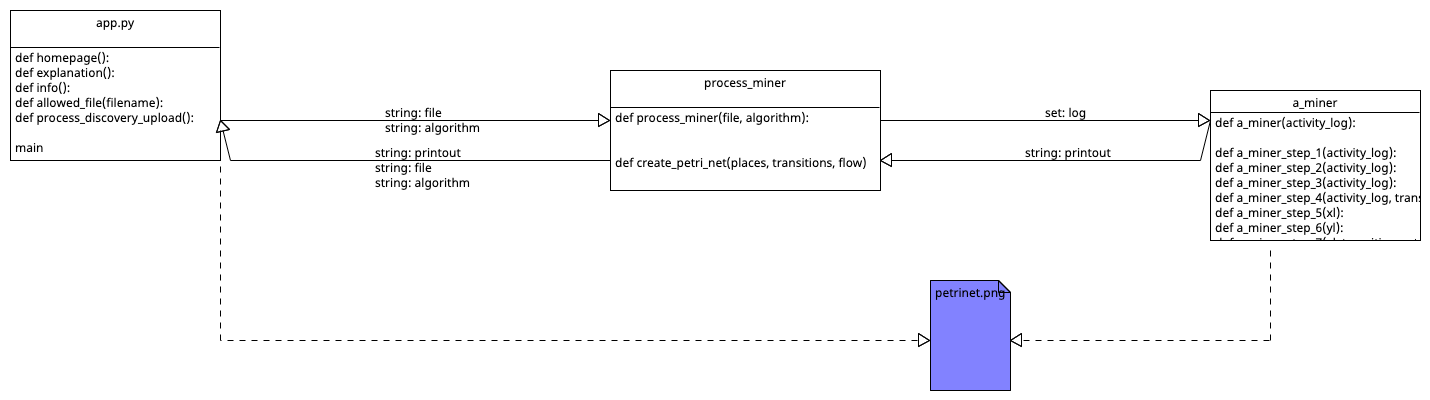 app.py
def homepage():
def explanation():
def info():
def allowed_file(filename):
def process_discovery_upload():
main
string: file
string: algorithm
string: printout
string: file
string: algorithm
process_miner
def process_miner(file, algorithm):
def create_petri_net(places, transitions, flow)
set: log
string: printout
a_miner
def a_miner(activity_log):
def a_miner_step_1(activity_log):
def a_miner_step_2(activity_log):
def a_miner_step_3(activity_log):
def a_miner_step_4(activity_log, trans
def a_miner_step_5(xl):
def a_miner_step_6(yl):
petrinet.png